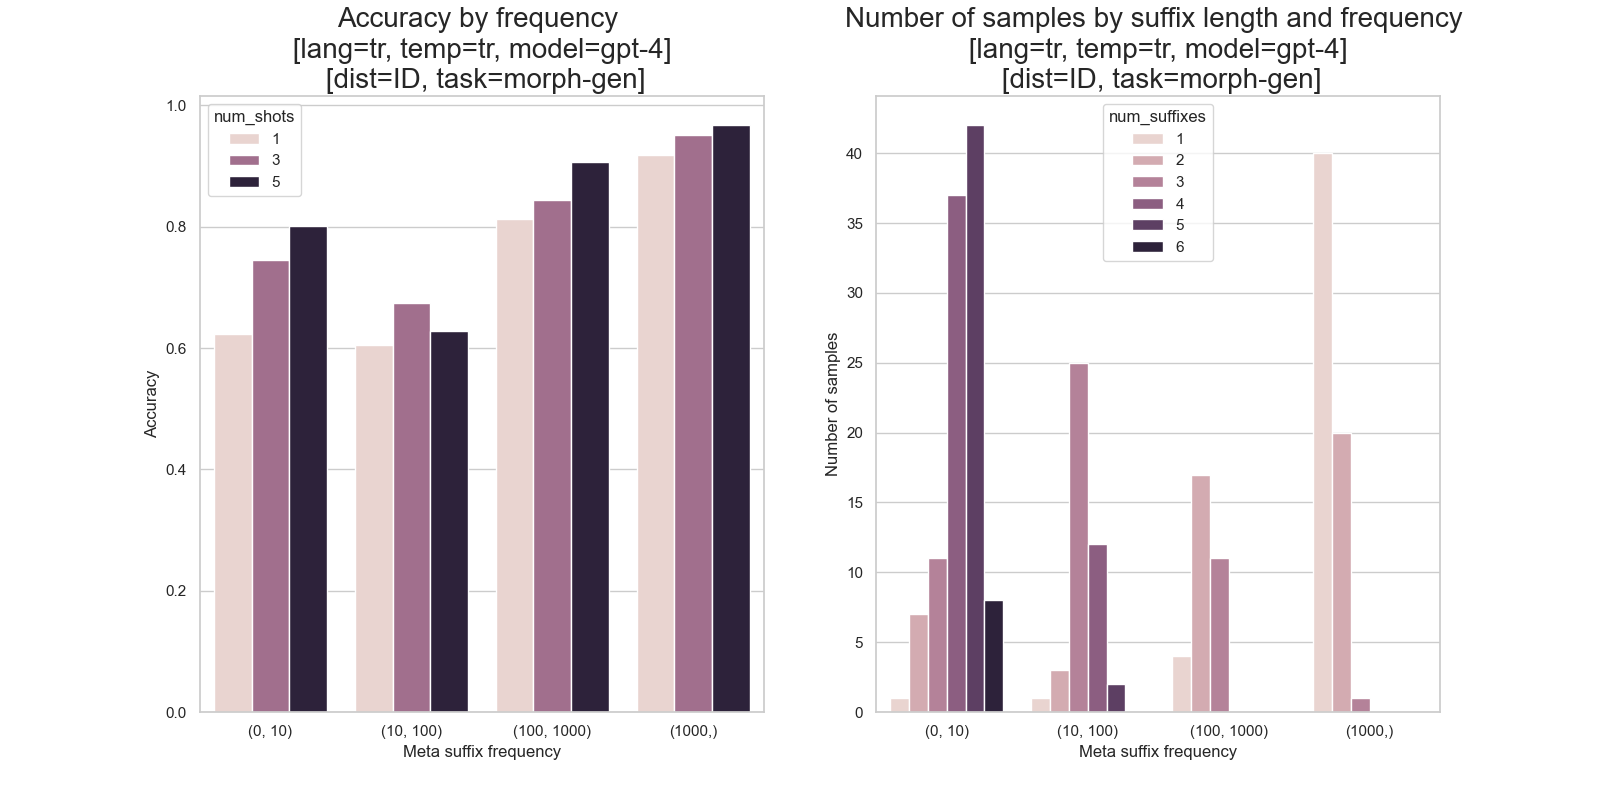 Accuracy by frequency
[lang=tr, temp=tr, model=gpt-4]
[dist=ID, task=morph-gen]
num_shots
1
3
5
1.0
0.8
0.6
0.4
0.2
0.0
Accuracy
(0, 10)
(10, 100)
(100, 1000)
(1000,)
Meta suffix frequency
Number of samples by suffix length and frequency
[lang=tr, temp=tr, model=gpt-4]
[dist=ID, task=morph-gen]
num_suffixes
1
2
3
4
5
6
40
35
30
25
20
15
10
5
0
Number of samples
(0, 10)
(10, 100)
(100, 1000)
(1000,)
Meta suffix frequency